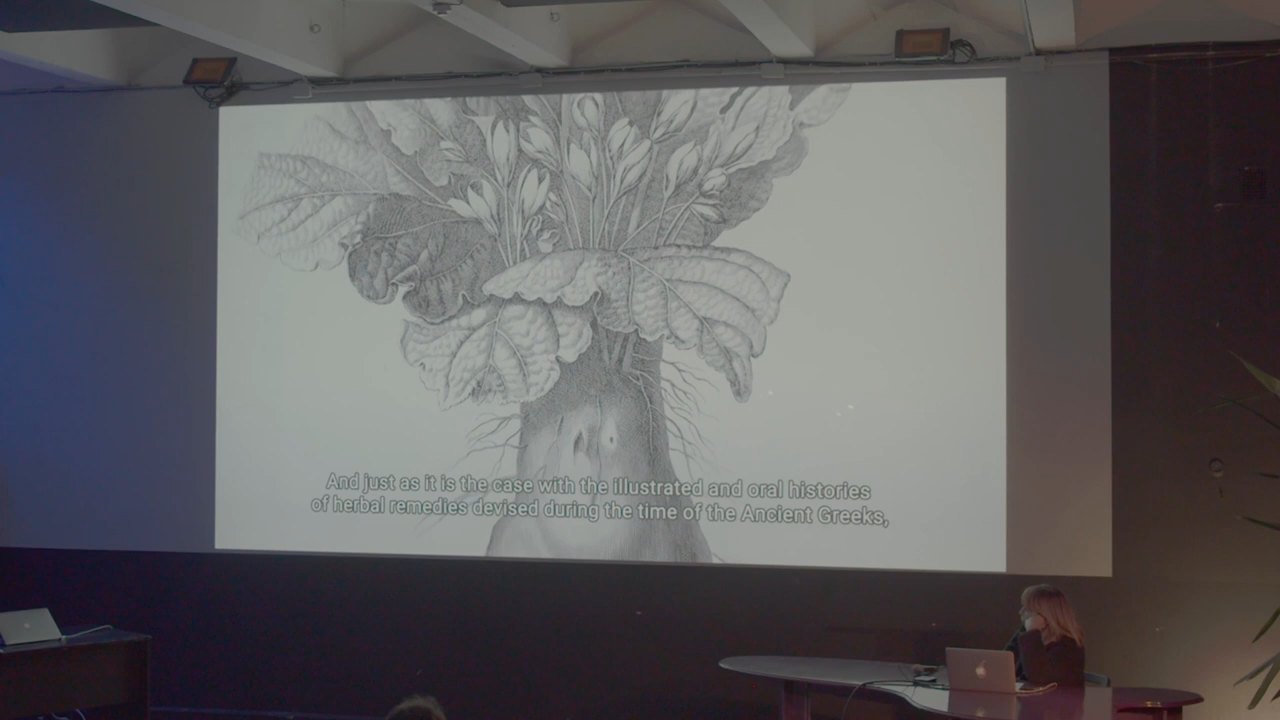 And just as it is the case with the illustrated and oral histories
of herbal remedies devised during the time of the Ancient Greeks,